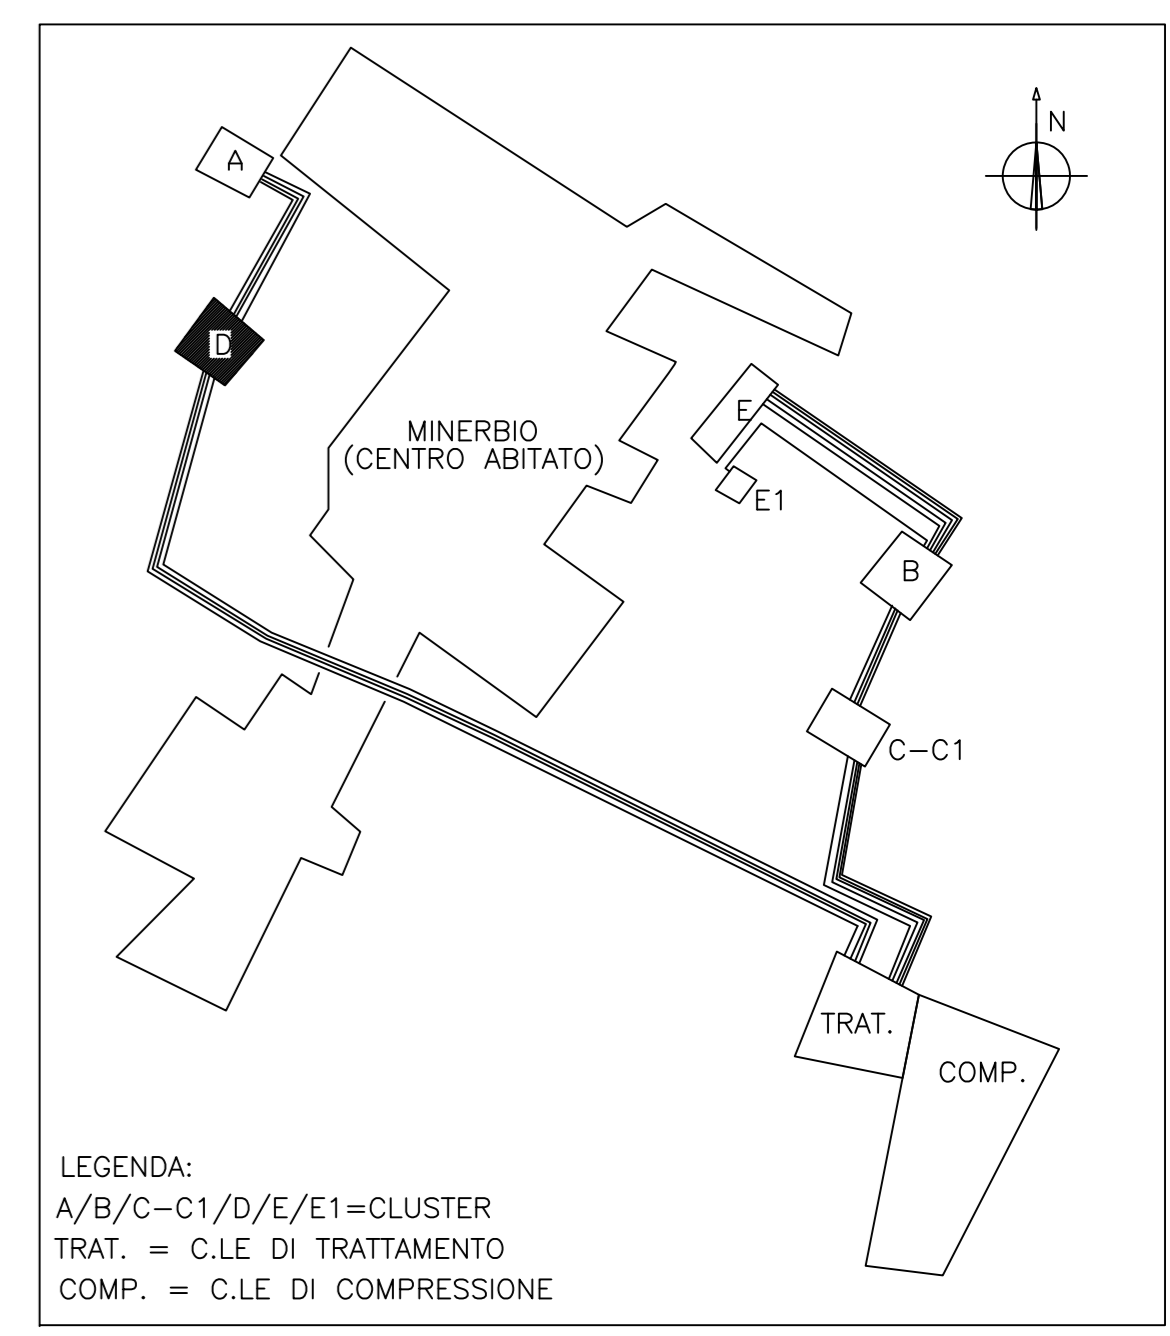 N
A
D
MINERBIO
(CENTRO ABITATO)
E
E1
B
C-C1
TRAT.
COMP.
LEGENDA:
A/B/C-C1/D/E/E1=CLUSTER
TRAT. = C.LE DI TRATTAMENTO
COMP. = C.LE DI COMPRESSIONE